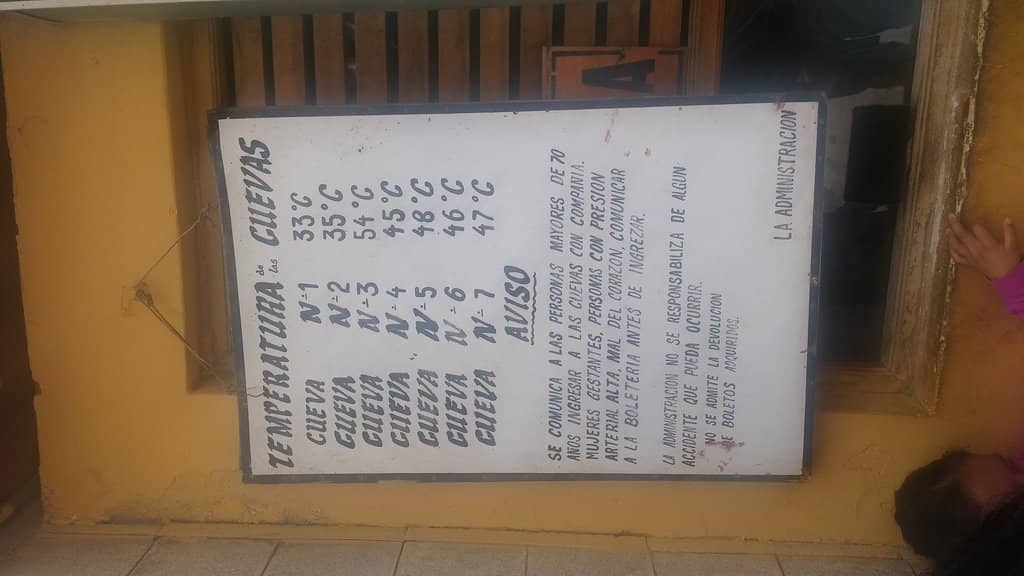 TEMPERATURA de las CUEVAS
CUEVA N-1 33°C
CUEVA N-2 35°C
CUEVA N-3 54°C
CUEVA N-4 45°C
CUEVA N-5 48°C
CUEVA N-6 46°C
CUEVA N-7 47°C
AVISO
SE COMUNICA A LAS PERSONAS MAYORES DE 70
AÑOS INGRESAR A LAS CUEVAS CON COMPAÑIA.
MUJERES GESTANTES, PERSONAS CON PRESION
ARTERIAL ALTA, MAL DEL CORAZON, COMUNICAR
A LA BOLETERIA ANTES DE INGREZAR.
LA ADMINISTRACION NO SE RESPONSABILIZA DE ALGUN
ACCIDENTE QUE PUEDA OCURRIR.
NO SE ADMITE LA DEVOLUCION
DE BOLETOS ADQUIRIDOS.
LA ADMINISTRACION
A